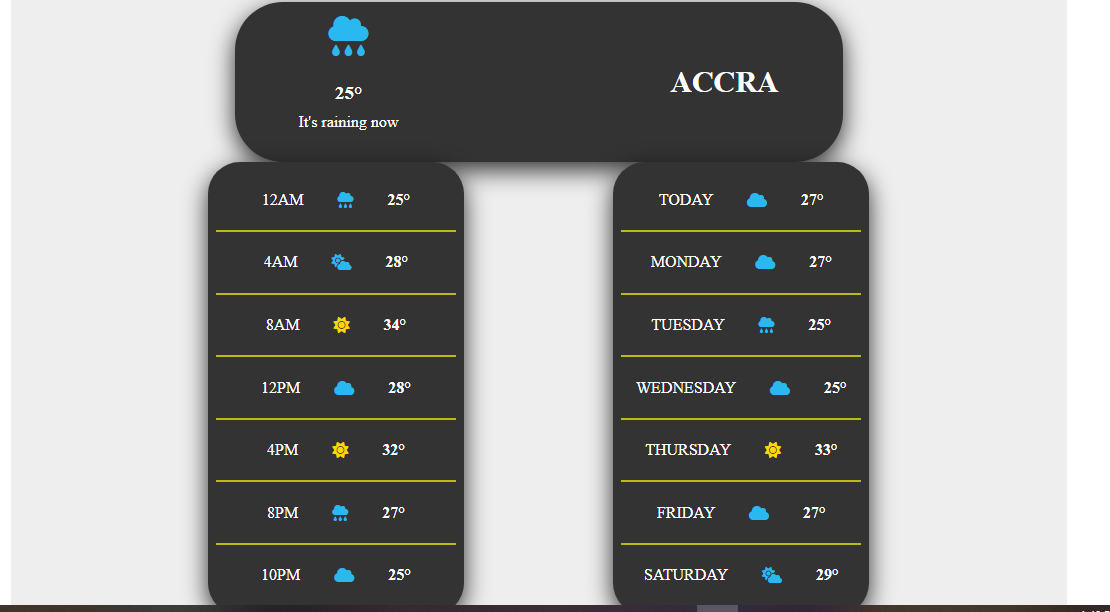 25°
It's raining now
ACCRA
12AM 25°
4AM 28°
8AM 34°
12PM 28°
4PM 32°
8PM 27°
10PM 25°
TODAY 27°
MONDAY 27°
TUESDAY 25°
WEDNESDAY 25°
THURSDAY 33°
FRIDAY 27°
SATURDAY 29°